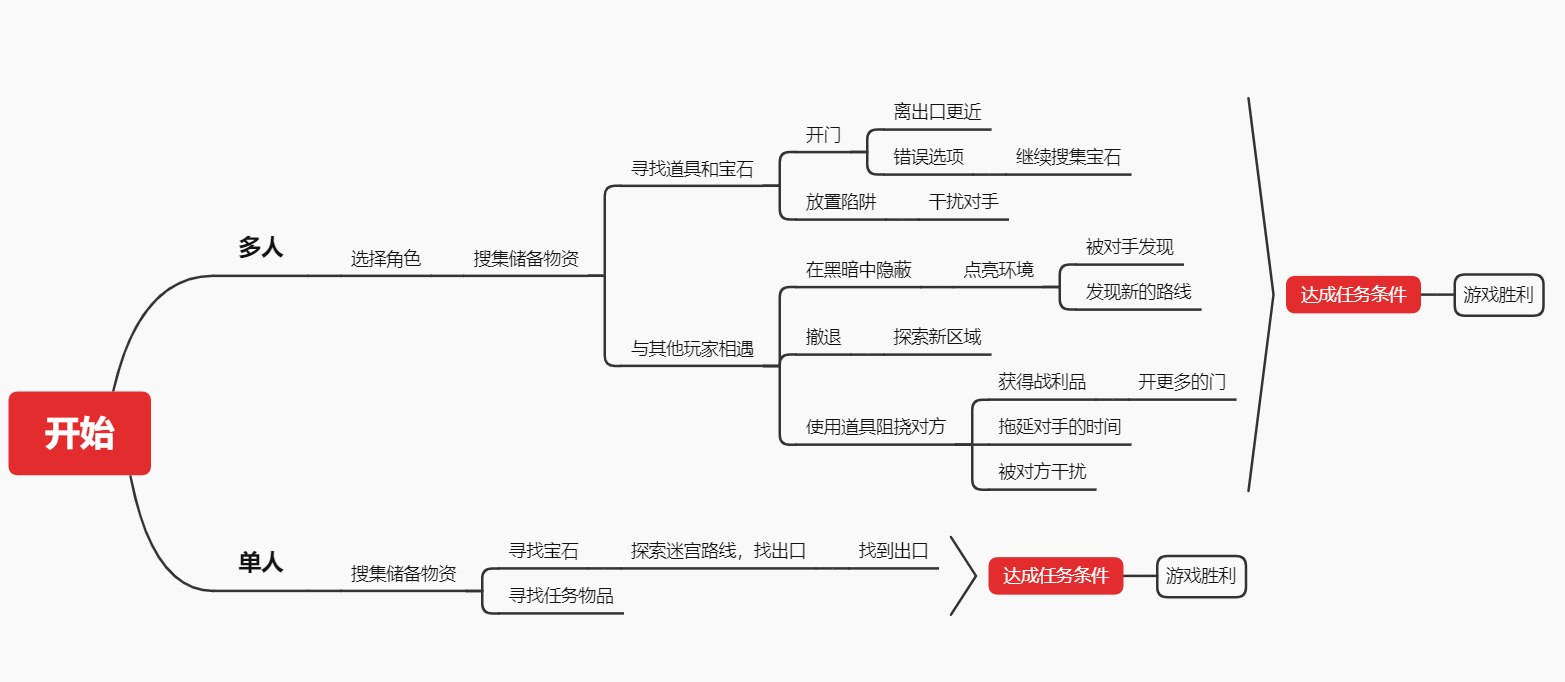 开始
多人
选择角色
搜集储备物资
寻找道具和宝石
开门
离出口更近
错误选项
继续搜集宝石
放置陷阱
干扰对手
与其他玩家相遇
在黑暗中隐蔽
点亮环境
被对手发现
发现新的路线
撤退
探索新区域
使用道具阻挠对方
获得战利品
开更多的门
拖延对手的时间
被对方干扰
达成任务条件
游戏胜利
单人
搜集储备物资
寻找宝石
探索迷宫路线，找出口
找到出口
寻找任务物品
达成任务条件
游戏胜利